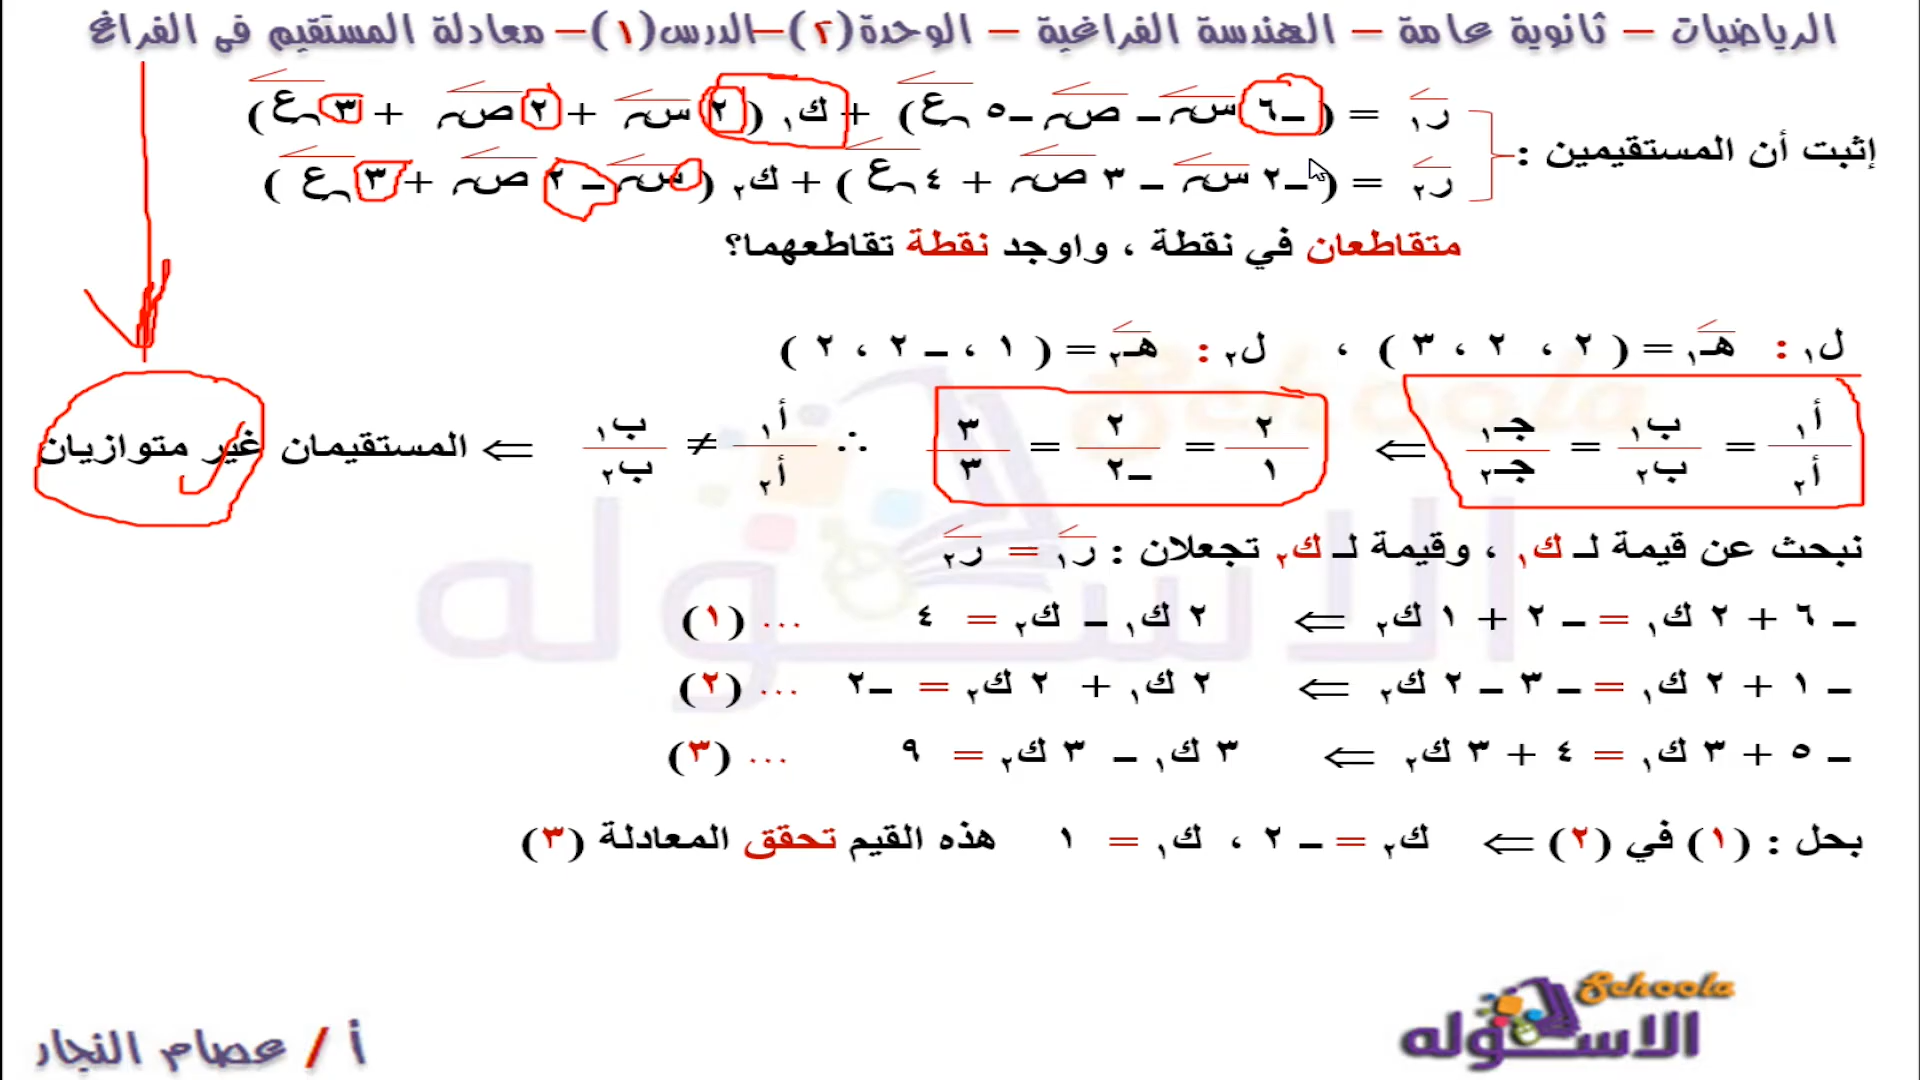 الرياضيات – ثانوية عامة – الهندسة الفراغية – الوحدة(٢)–الدرس(١)– معادلة المستقيم في الفراغ
إثبت أن المستقيمين :
ر١ = (–٦ س – ص –٥ ع) + ك١ (٢ س + ٢ ص + ٣ ع)
ر٢ = (–٢ س – ٣ ص + ٤ ع) + ك٢ (س – ٢ ص + ٣ ع)
متقاطعان في نقطة ، واوجد نقطة تقاطعهما؟
ل١ : هـ١ = (٢ ، ٢ ، ٣) ، ل٢ : هـ٢ = (١ ، – ٢ ، ٢)
أ١/أ٢ = ب١/ب٢ = جـ١/جـ٢ ⇐ ٢/١ = ٢/–٢ = ٣/٣ ∴ أ١/أ٢ ≠ ب١/ب٢ ⇐ المستقيمان غير متوازيان
نبحث عن قيمة لـ ك١ ، وقيمة لـ ك٢ تجعلان : ر١ = ر٢
– ٦ + ٢ ك١ = – ٢ + ١ ك٢ ⇐ ٢ ك١ – ك٢ = ٤ ... (١)
– ١ + ٢ ك١ = – ٣ – ٢ ك٢ ⇐ ٢ ك١ + ٢ ك٢ = –٢ ... (٢)
– ٥ + ٣ ك١ = ٤ + ٣ ك٢ ⇐ ٣ ك١ – ٣ ك٢ = ٩ ... (٣)
بحل : (١) في (٢) ⇐ ك٢ = – ٢ ، ك١ = ١ هذه القيم تحقق المعادلة (٣)
Schoola
الاسكوله
أ / عصام النجار